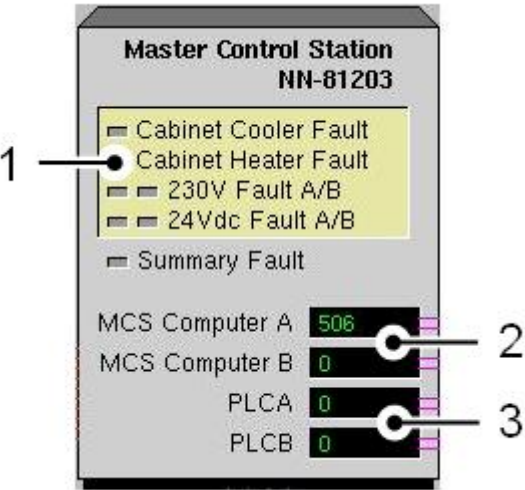 Master Control Station
NN-81203
Cabinet Cooler Fault
1
Cabinet Heater Fault
230V Fault A/B
24Vdc Fault A/B
Summary Fault
MCS Computer A 506
2
MCS Computer B 0
PLCA 0
3
PLCB 0